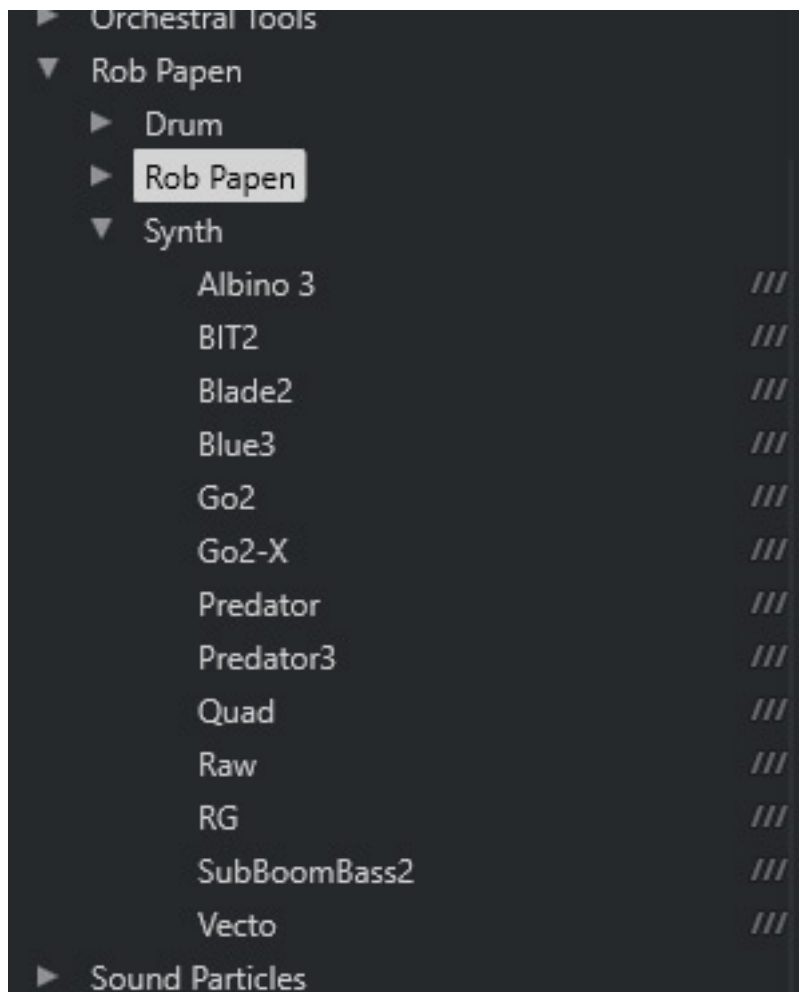 Orchestral Tools
Rob Papen
Drum
Rob Papen
Synth
Albino 3
BIT2
Blade2
Blue3
Go2
Go2-X
Predator
Predator3
Quad
Raw
RG
SubBoomBass2
Vecto
Sound Particles